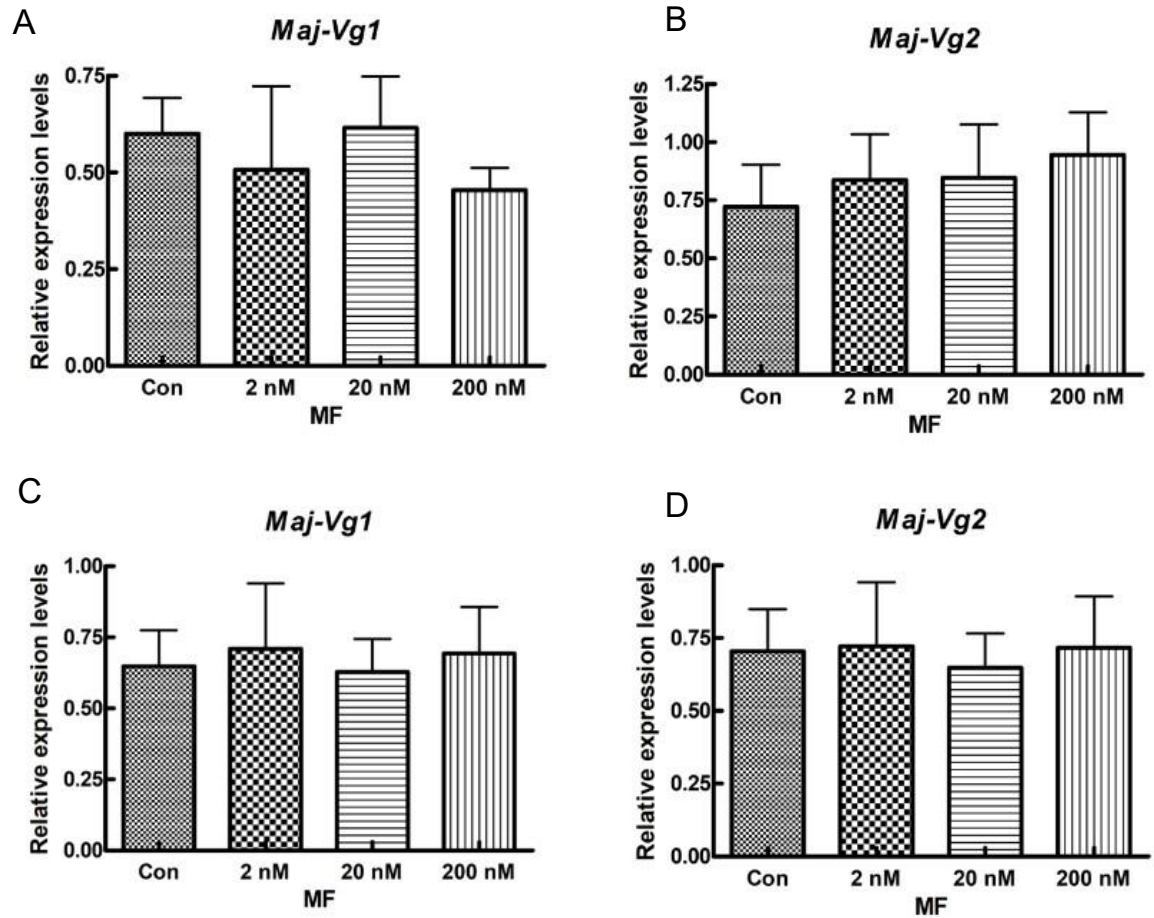 A
Maj-Vg1
Relative expression levels
0.75
0.50
0.25
0.00
Con 2 nM 20 nM 200 nM
MF
B
Maj-Vg2
Relative expression levels
1.25
1.00
0.75
0.50
0.25
0.00
Con 2 nM 20 nM 200 nM
MF
C
Maj-Vg1
Relative expression levels
1.00
0.75
0.50
0.25
0.00
Con 2 nM 20 nM 200 nM
MF
D
Maj-Vg2
Relative expression levels
1.00
0.75
0.50
0.25
0.00
Con 2 nM 20 nM 200 nM
MF